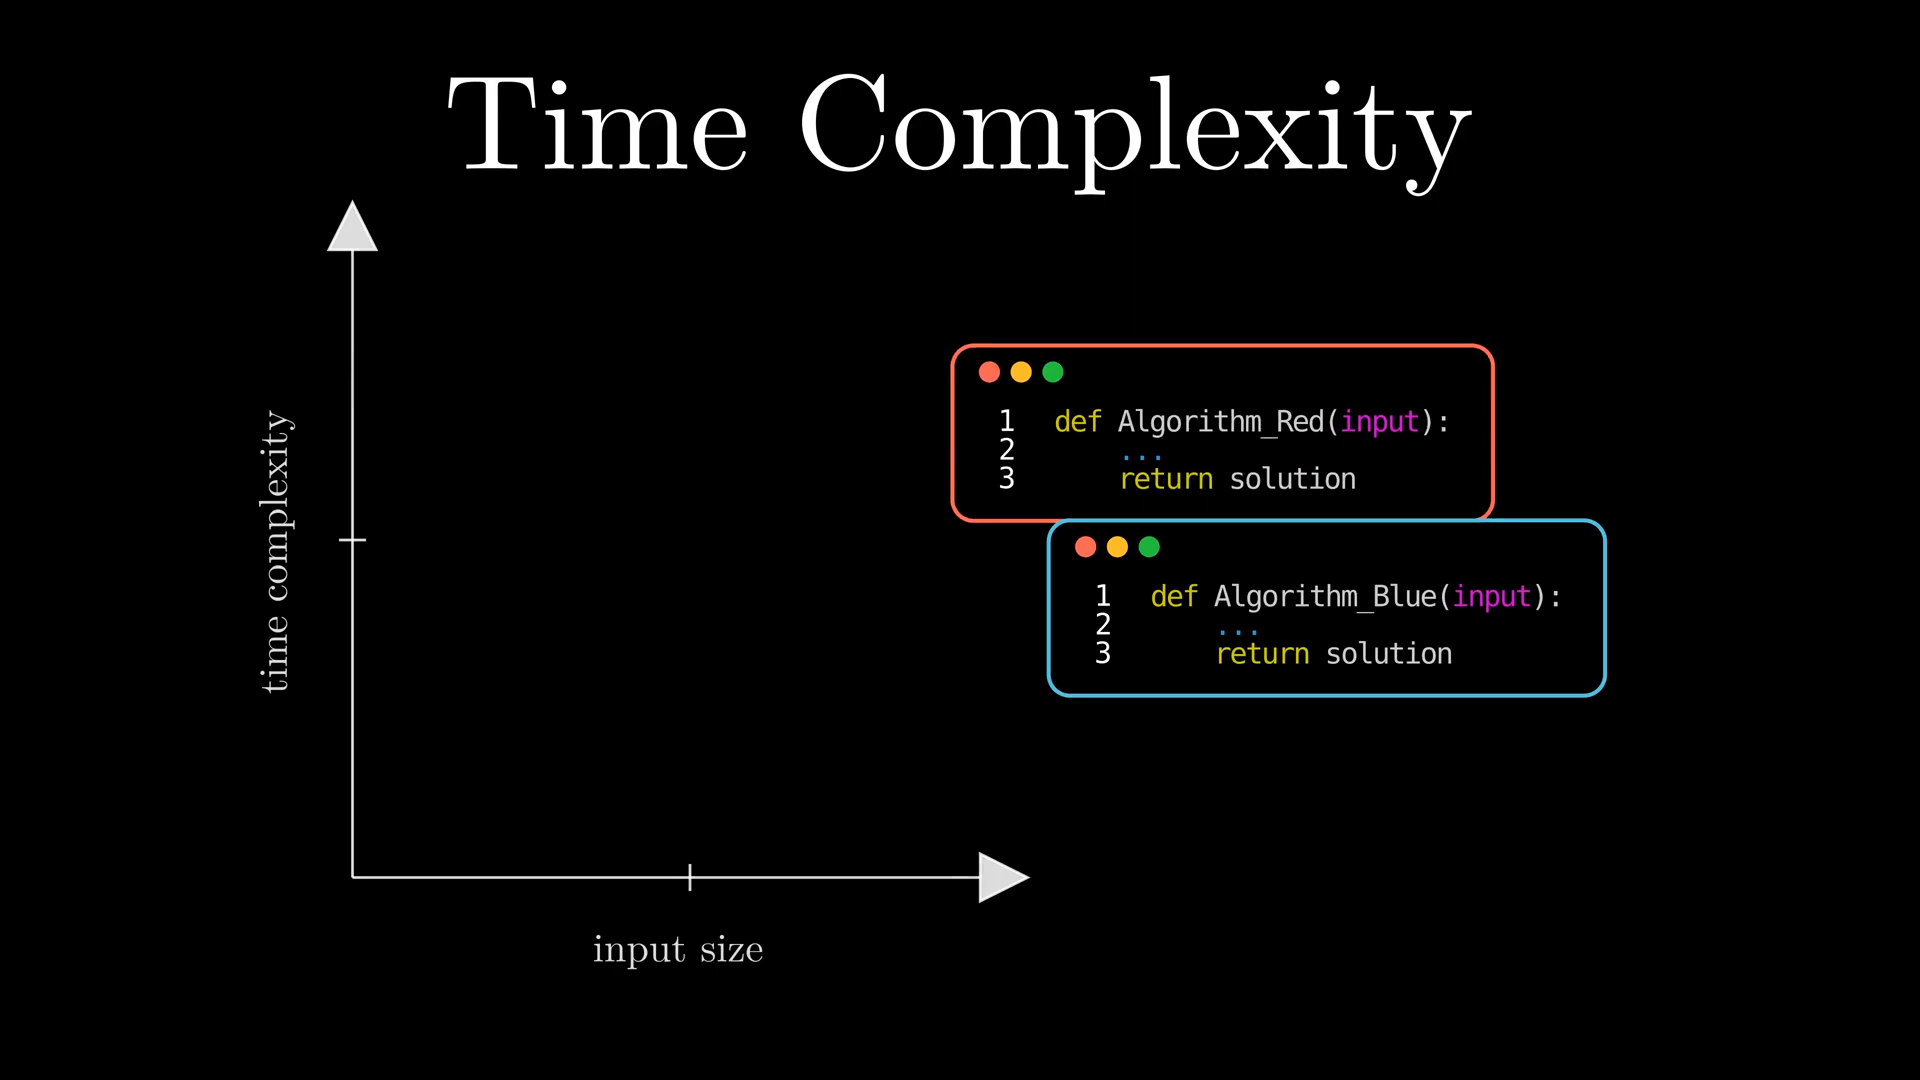 Time Complexity
time complexity
1 def Algorithm_Red(input):
2 ...
3 return solution
1 def Algorithm_Blue(input):
2 ...
3 return solution
input size